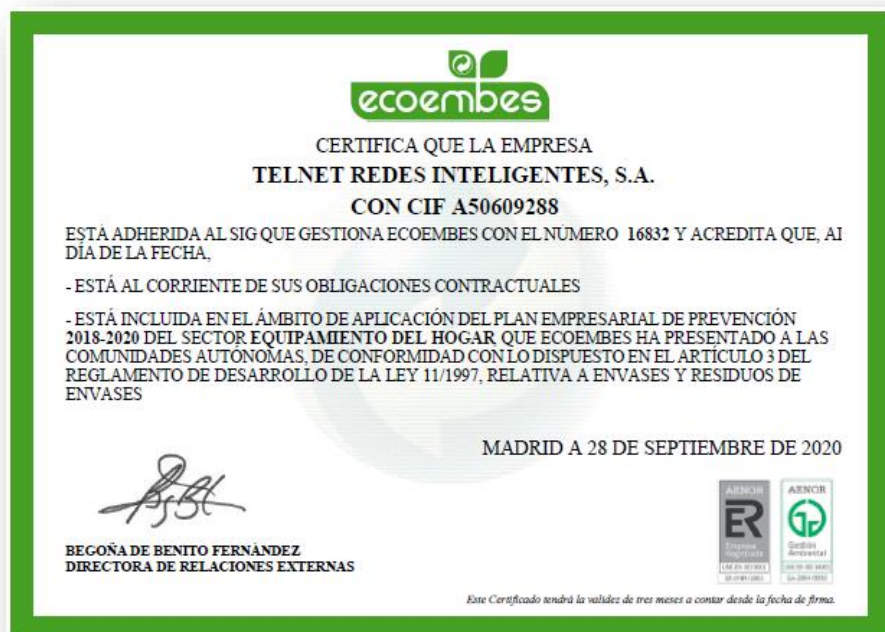 ecoembes
CERTIFICA QUE LA EMPRESA
TELNET REDES INTELIGENTES, S.A.
CON CIF A50609288
ESTÁ ADHERIDA AL SIG QUE GESTIONA ECOEMBES CON EL NÚMERO 16832 Y ACREDITA QUE, AL
DÍA DE LA FECHA,
- ESTÁ AL CORRIENTE DE SUS OBLIGACIONES CONTRACTUALES
- ESTÁ INCLUIDA EN EL ÁMBITO DE APLICACIÓN DEL PLAN EMPRESARIAL DE PREVENCIÓN
2018-2020 DEL SECTOR EQUIPAMIENTO DEL HOGAR QUE ECOEMBES HA PRESENTADO A LAS
COMUNIDADES AUTÓNOMAS, DE CONFORMIDAD CON LO DISPUESTO EN EL ARTÍCULO 3 DEL
REGLAMENTO DE DESARROLLO DE LA LEY 11/1997, RELATIVA A ENVASES Y RESIDUOS DE
ENVASES
MADRID A 28 DE SEPTIEMBRE DE 2020
BEGOÑA DE BENITO FERNÁNDEZ
DIRECTORA DE RELACIONES EXTERNAS
AENOR
ER
Empresa
Registrada
AENOR
Gestión
Ambiental
Este Certificado tendrá la validez de tres meses a contar desde la fecha de firma.